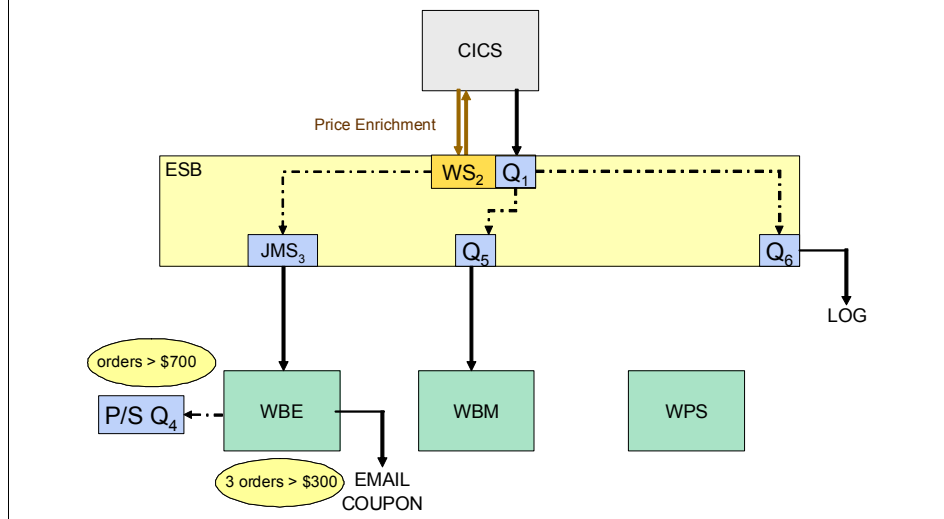 CICS
Price Enrichment
ESB
WS2
Q1
JMS3
Q5
Q6
LOG
orders > $700
P/S Q4
WBE
WBM
WPS
3 orders > $300
EMAIL
COUPON